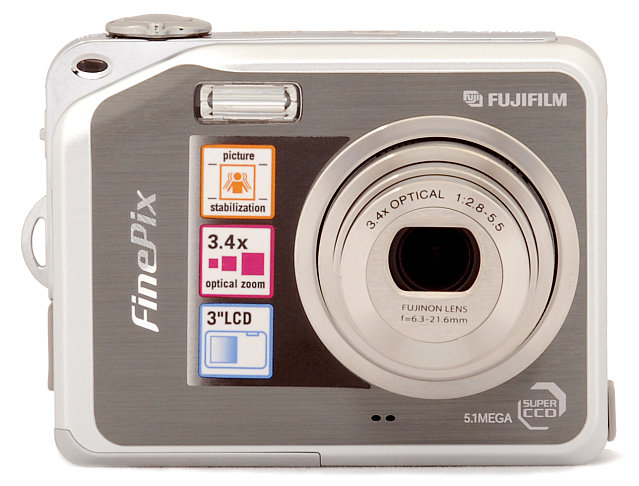 FUJIFILM
FinePix
picture
stabilization
3.4x
optical zoom
3"LCD
3.4x OPTICAL 1:2.8-5.5
FUJINON LENS
f=6.3-21.6mm
5.1MEGA
SUPER
CCD